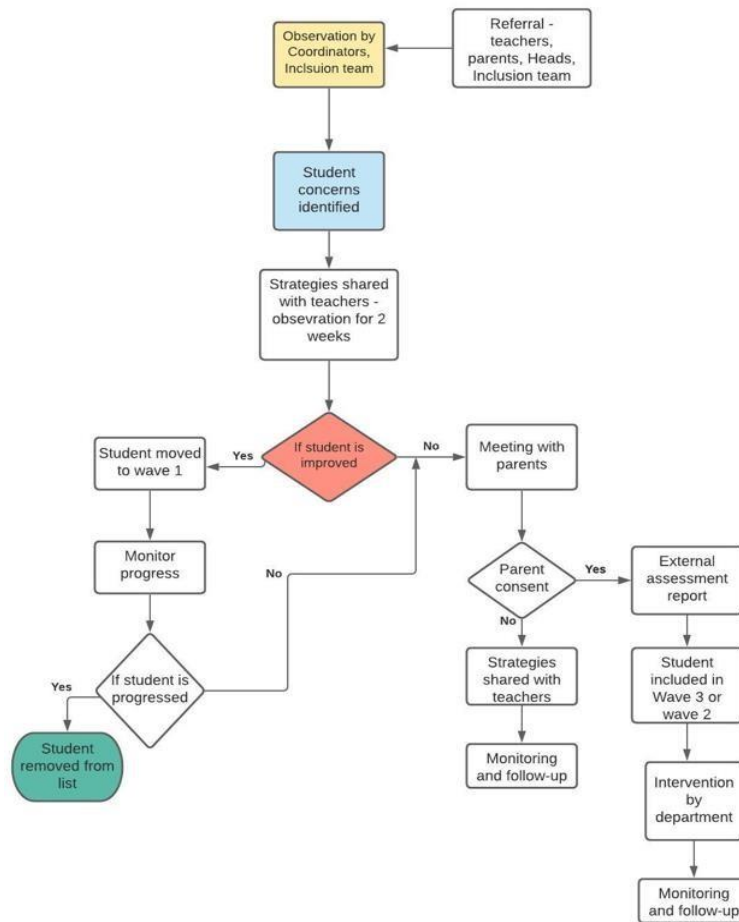 Observation by
Coordinators,
Inclsuion team
Referral -
teachers,
parents, Heads,
Inclusion team
Student
concerns
identified
Strategies shared
with teachers -
obsevration for 2
weeks
If student is
improved
Yes
No
Student moved
to wave 1
Meeting with
parents
Monitor
progress
No
Parent
consent
Yes
External
assessment
report
No
If student is
progressed
Yes
Strategies
shared with
teachers
Student
included in
Wave 3 or
wave 2
Student
removed from
list
Monitoring
and follow-up
Intervention
by
department
Monitoring
and follow-up